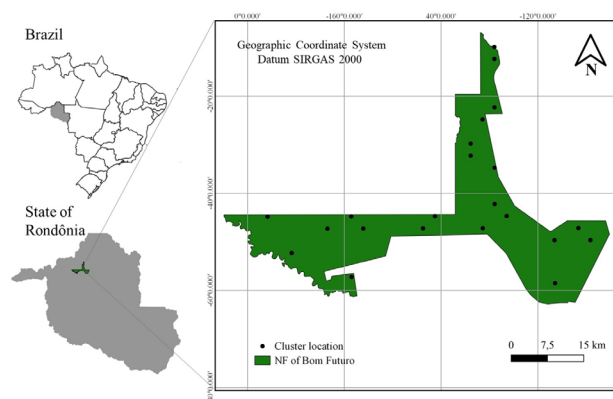 Brazil
State of
Rondônia
0°0.000' -16°0.000' 40°0.000' -12°0.000'
Geographic Coordinate System
Datum SIRGAS 2000
N
-20°0.000'
-40°0.000'
-60°0.000'
Cluster location
NF of Bom Futuro
0 7,5 15 km